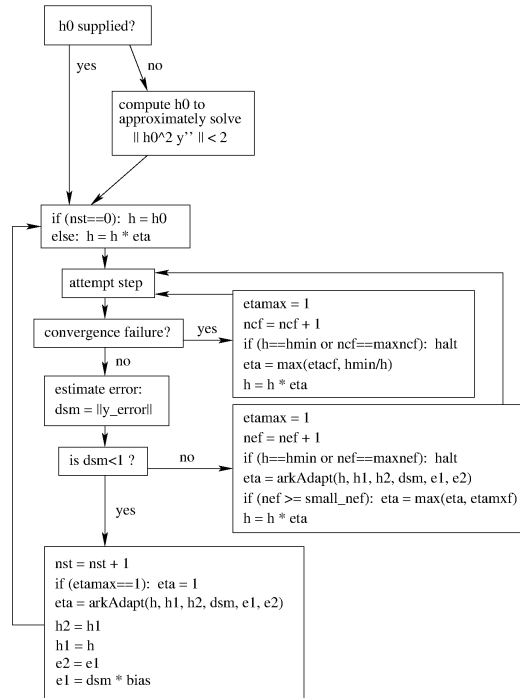 h0 supplied?
yes
no
compute h0 to
approximately solve
|| h0^2 y'' || < 2
if (nst==0): h = h0
else: h = h * eta
attempt step
convergence failure?
yes
no
etamax = 1
ncf = ncf + 1
if (h==hmin or ncf==maxncf): halt
eta = max(etacf, hmin/h)
h = h * eta
estimate error:
dsm = ||y_error||
is dsm<1 ?
no
yes
etamax = 1
nef = nef + 1
if (h==hmin or nef==maxnef): halt
eta = arkAdapt(h, h1, h2, dsm, e1, e2)
if (nef >= small_nef): eta = max(eta, etamxf)
h = h * eta
nst = nst + 1
if (etamax==1): eta = 1
eta = arkAdapt(h, h1, h2, dsm, e1, e2)
h2 = h1
h1 = h
e2 = e1
e1 = dsm * bias